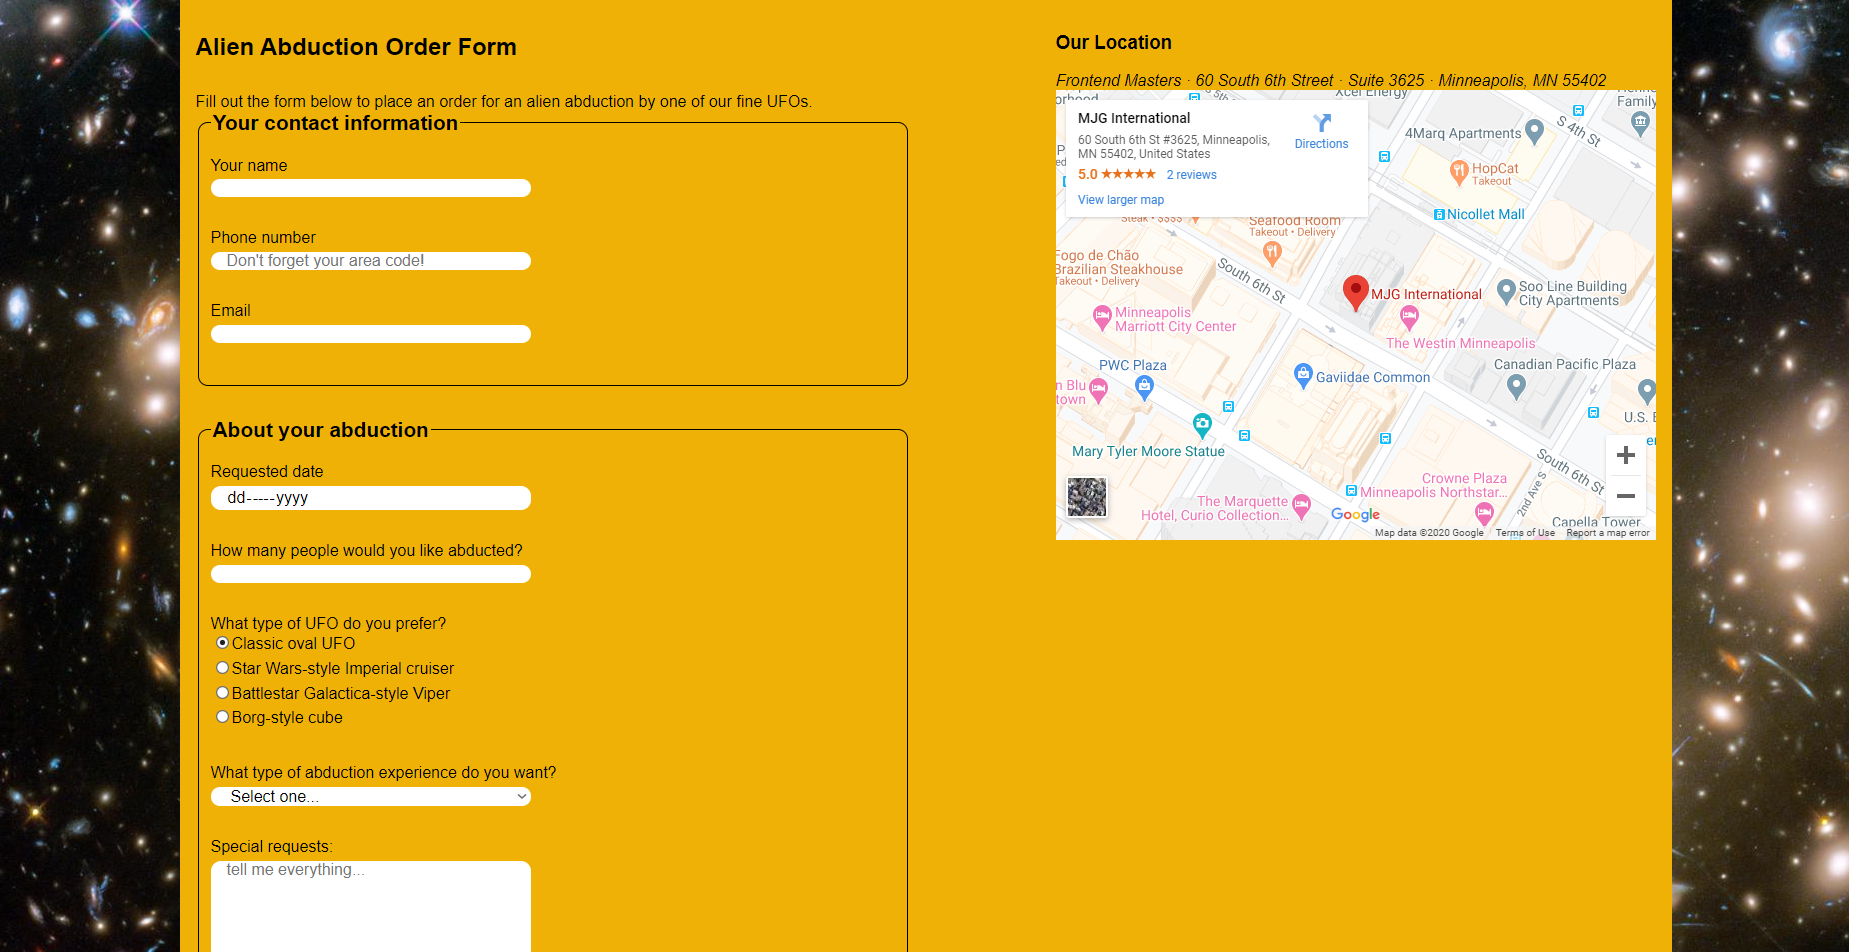 Alien Abduction Order Form
Fill out the form below to place an order for an alien abduction by one of our fine UFOs.
Your contact information
Your name
Phone number
Don't forget your area code!
Email
About your abduction
Requested date
dd-----yyyy
How many people would you like abducted?
What type of UFO do you prefer?
Classic oval UFO
Star Wars-style Imperial cruiser
Battlestar Galactica-style Viper
Borg-style cube
What type of abduction experience do you want?
Select one...
Special requests:
tell me everything...
Our Location
Frontend Masters · 60 South 6th Street · Suite 3625 · Minneapolis, MN 55402
MJG International
60 South 6th St #3625, Minneapolis,
MN 55402, United States
5.0 ★★★★★ 2 reviews
View larger map
Directions
Xcel Energy
Family
4Marq Apartments
S 4th St
HopCat
Takeout
Nicollet Mall
Steak • $$$$
Seafood Room
Takeout • Delivery
Fogo de Chão
Brazilian Steakhouse
Takeout • Delivery
South 6th St
MJG International
Soo Line Building
City Apartments
Minneapolis
Marriott City Center
The Westin Minneapolis
PWC Plaza
Canadian Pacific Plaza
Gaviidae Common
n Blu
town
U.S.
Mary Tyler Moore Statue
South 6th St
2nd Ave S
Crowne Plaza
Minneapolis Northstar...
The Marquette
Hotel, Curio Collection...
Capella Tower
Google
Map data ©2020 Google Terms of Use Report a map error